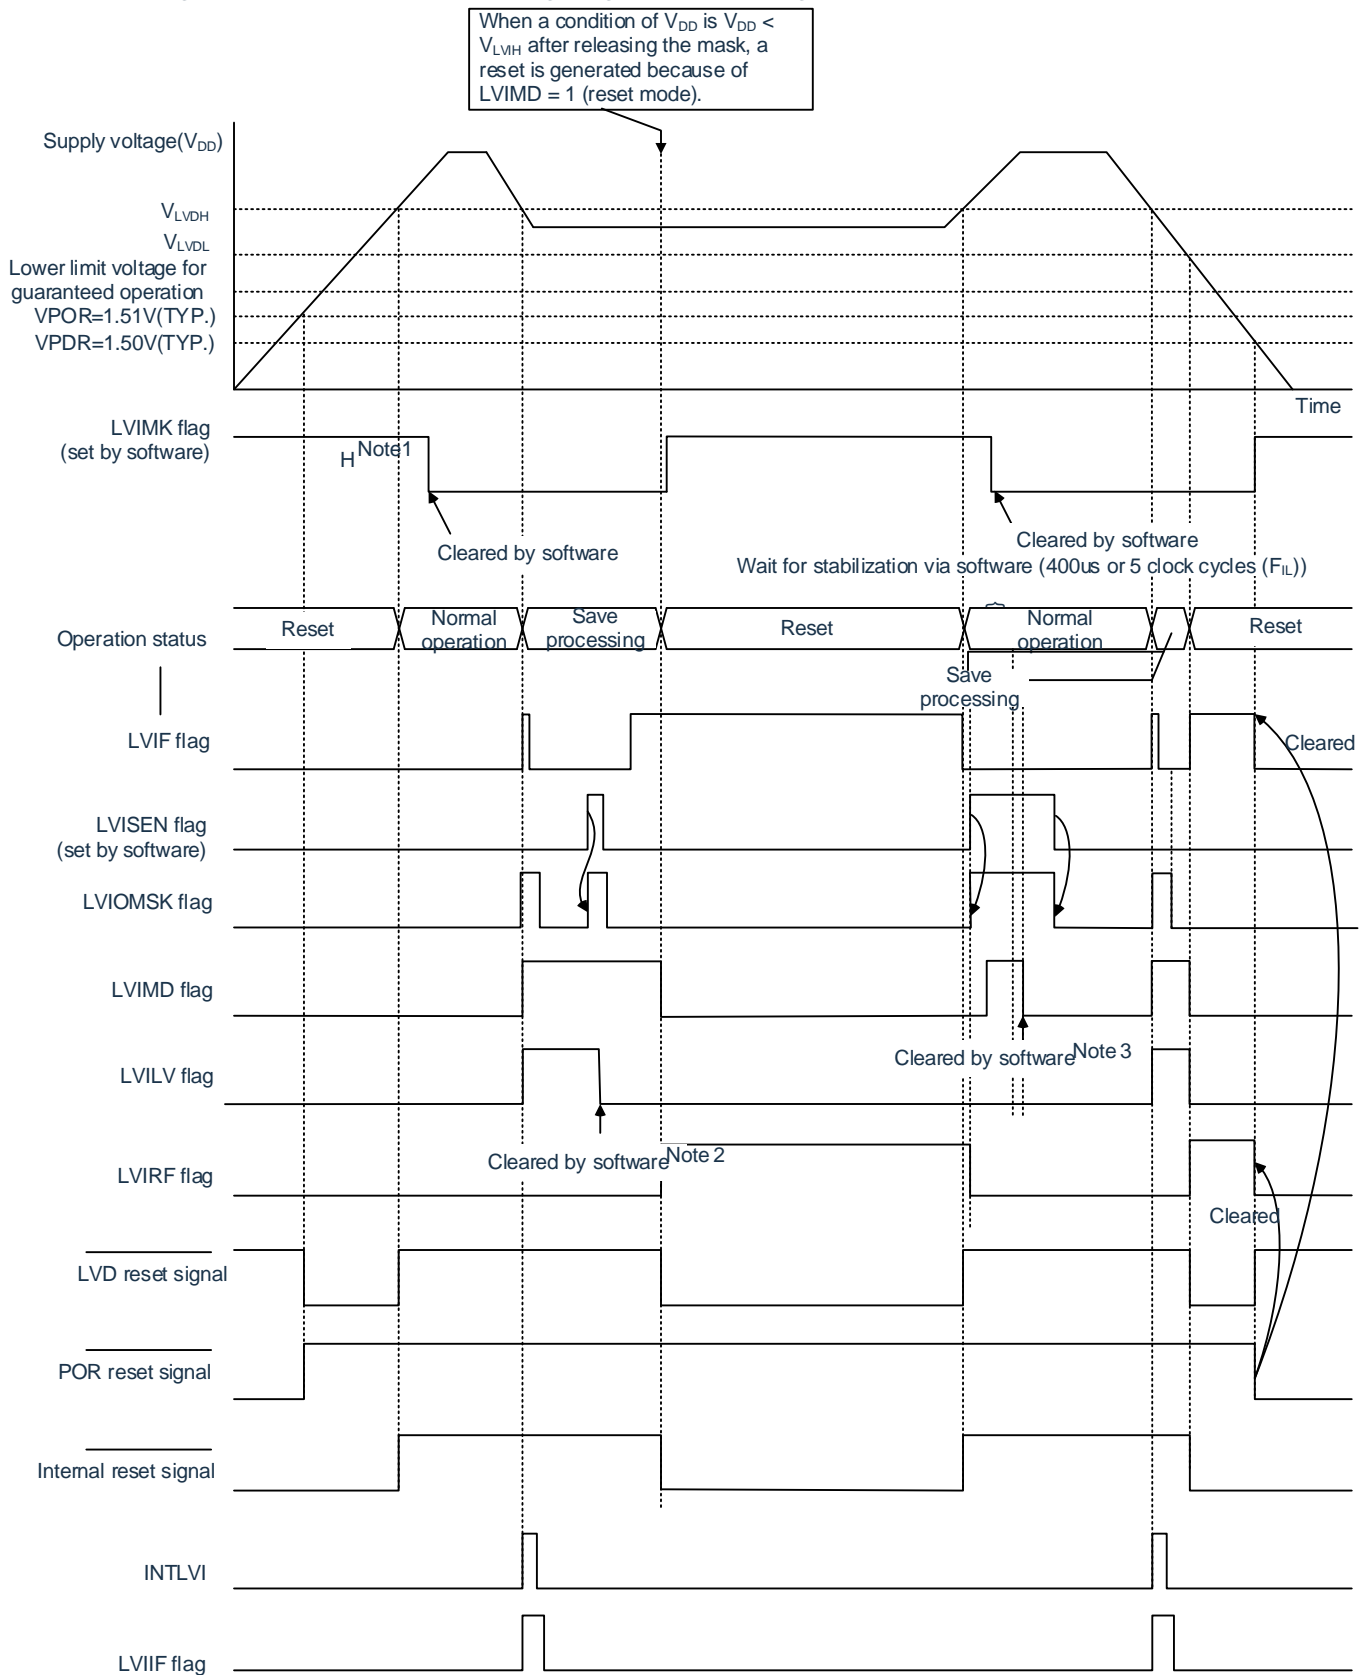 When a condition of VDD is VDD <
VLVIH after releasing the mask, a
reset is generated because of
LVIMD = 1 (reset mode).
Supply voltage(VDD)
VLVDH
VLVDL
Lower limit voltage for
guaranteed operation
VPOR=1.51V(TYP.)
VPDR=1.50V(TYP.)
Time
LVIMK flag
(set by software)
H Note1
Cleared by software
Cleared by software
Wait for stabilization via software (400us or 5 clock cycles (FIL))
Operation status
Reset
Normal
operation
Save
processing
Reset
Normal
operation
Reset
Save
processing
LVIF flag
Cleared
LVISEN flag
(set by software)
LVIOMSK flag
LVIMD flag
Cleared by software Note 3
LVILV flag
Cleared by software Note 2
LVIRF flag
Cleared
LVD reset signal
POR reset signal
Internal reset signal
INTLVI
LVIIF flag